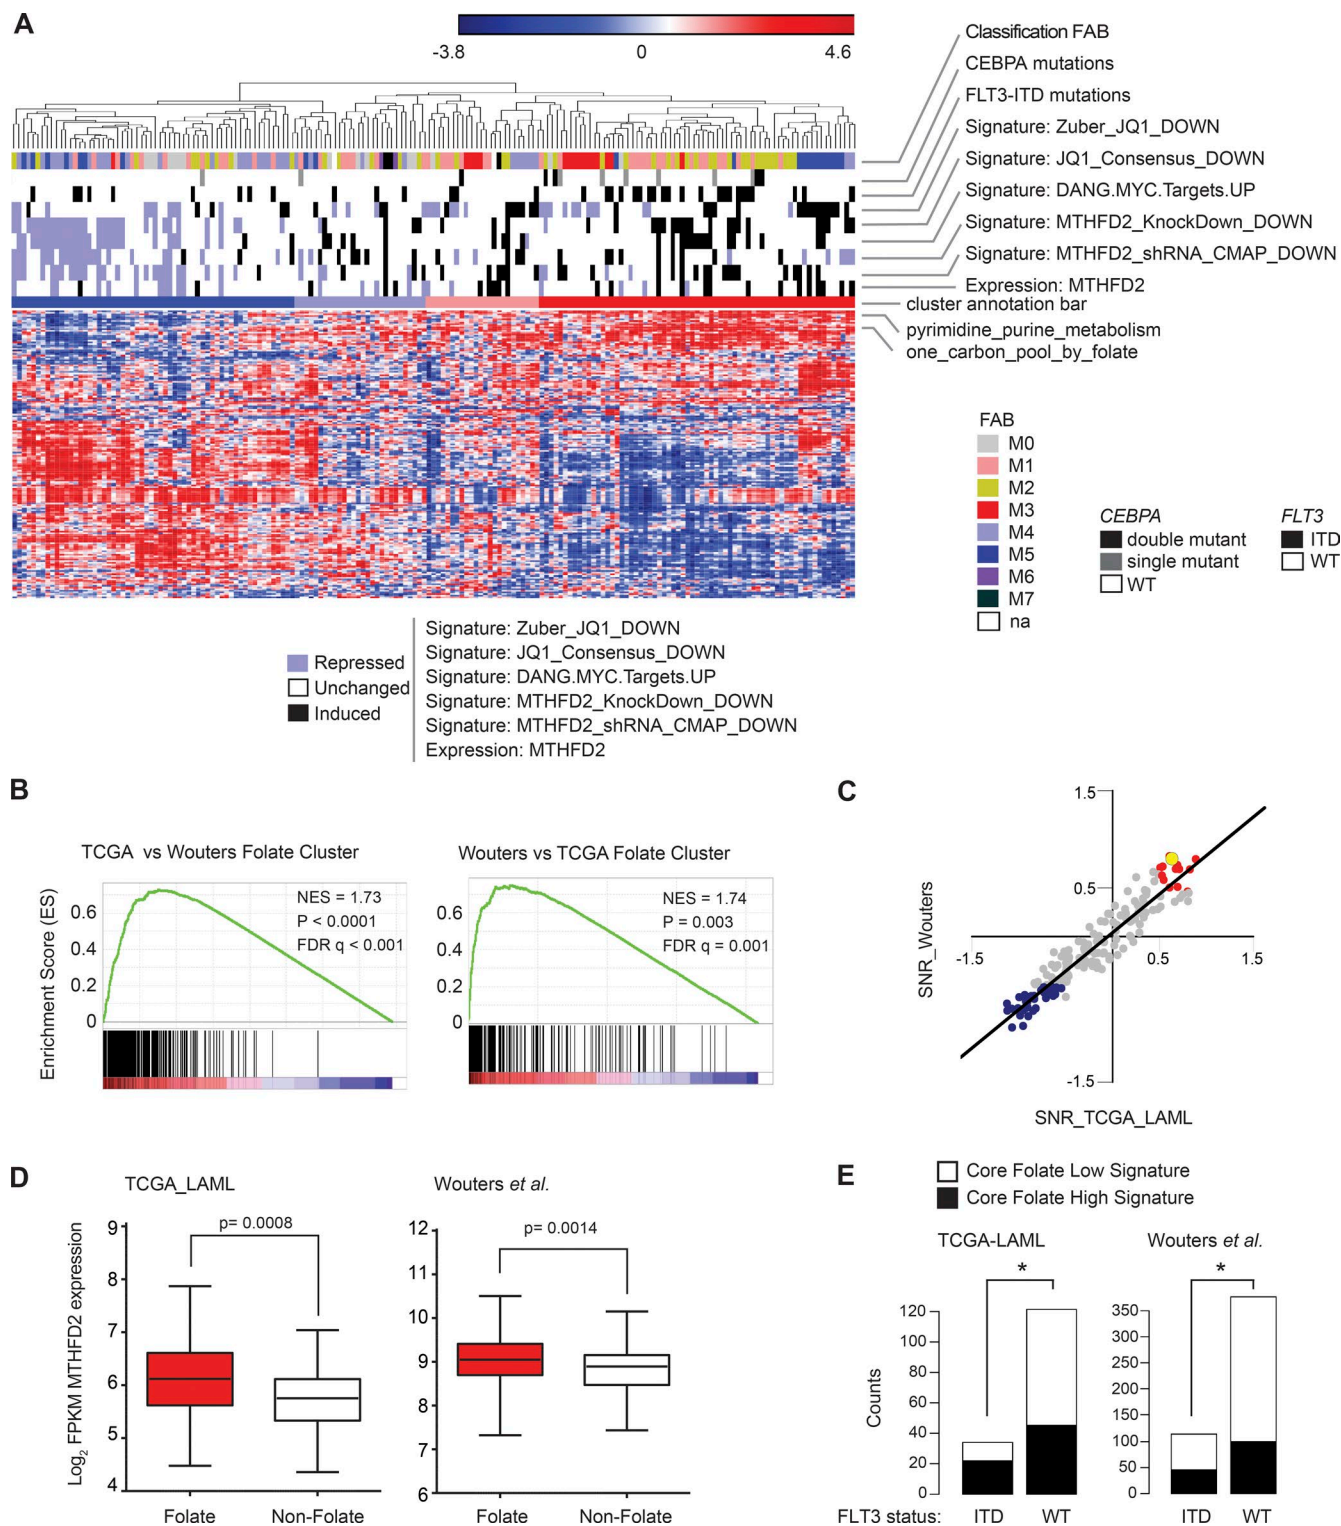 A
-3.8 0 4.6
Classification FAB
CEBPA mutations
FLT3-ITD mutations
Signature: Zuber_JQ1_DOWN
Signature: JQ1_Consensus_DOWN
Signature: DANG.MYC.Targets.UP
Signature: MTHFD2_KnockDown_DOWN
Signature: MTHFD2_shRNA_CMAP_DOWN
Expression: MTHFD2
cluster annotation bar
pyrimidine_purine_metabolism
one_carbon_pool_by_folate
FAB
M0
M1
M2
M3
M4
M5
M6
M7
na
CEBPA
double mutant
single mutant
WT
FLT3
ITD
WT
Repressed
Unchanged
Induced
Signature: Zuber_JQ1_DOWN
Signature: JQ1_Consensus_DOWN
Signature: DANG.MYC.Targets.UP
Signature: MTHFD2_KnockDown_DOWN
Signature: MTHFD2_shRNA_CMAP_DOWN
Expression: MTHFD2
B
TCGA vs Wouters Folate Cluster
Enrichment Score (ES)
0.6
0.4
0.2
0
NES = 1.73
P < 0.0001
FDR q < 0.001
Wouters vs TCGA Folate Cluster
0.6
0.4
0.2
0
NES = 1.74
P = 0.003
FDR q = 0.001
C
1.5
0.5
-1.5 0.5 1.5
-1.5
SNR_Wouters
SNR_TCGA_LAML
D
TCGA_LAML
p= 0.0008
Log2 FPKM MTHFD2 expression
9
8
7
6
5
4
Folate Non-Folate
Wouters et al.
p= 0.0014
12
11
10
9
8
7
6
Folate Non-Folate
E
Core Folate Low Signature
Core Folate High Signature
TCGA-LAML
*
Counts
120
100
80
60
40
20
0
Wouters et al.
*
350
300
250
200
150
100
50
0
FLT3 status: ITD WT ITD WT